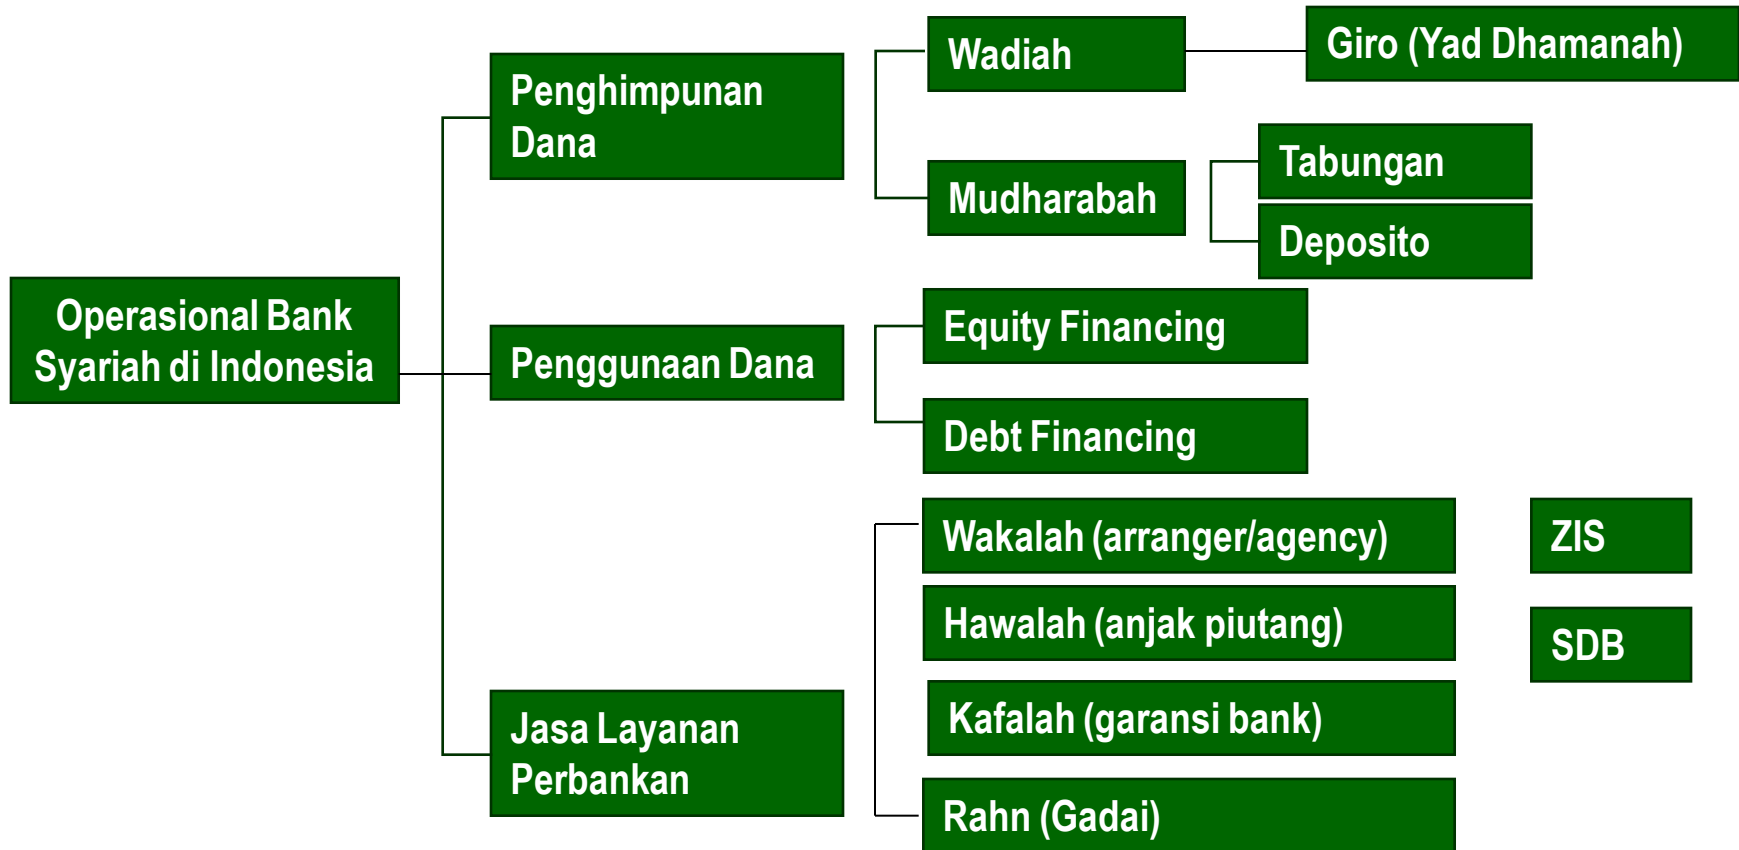 Operasional Bank
Syariah di Indonesia
Penghimpunan
Dana
Wadiah
Giro (Yad Dhamanah)
Mudharabah
Tabungan
Deposito
Penggunaan Dana
Equity Financing
Debt Financing
Jasa Layanan
Perbankan
Wakalah (arranger/agency)
Hawalah (anjak piutang)
Kafalah (garansi bank)
Rahn (Gadai)
ZIS
SDB